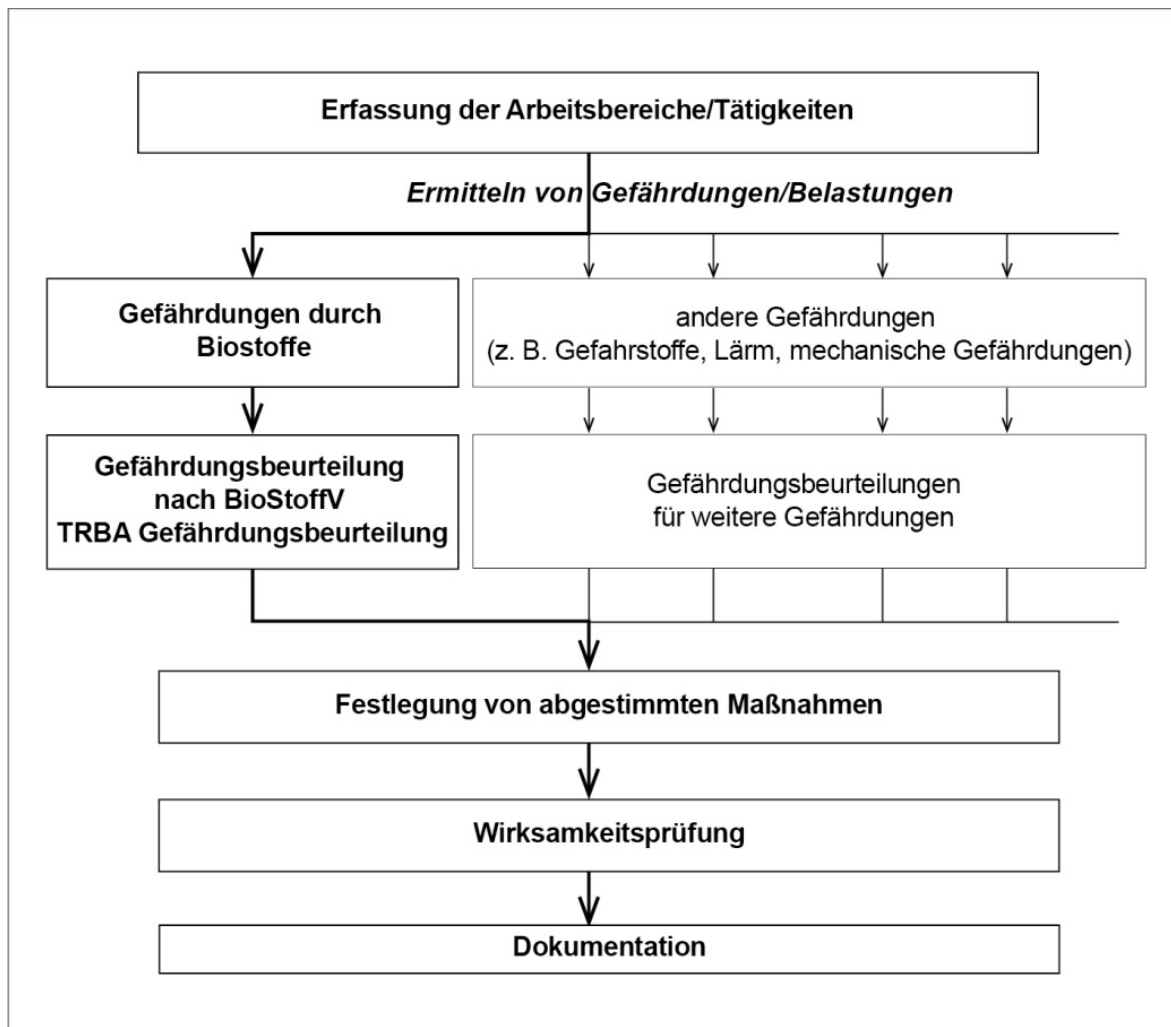 Erfassung der Arbeitsbereiche/Tätigkeiten
Ermitteln von Gefährdungen/Belastungen
Gefährdungen durch
Biostoffe
andere Gefährdungen
(z. B. Gefahrstoffe, Lärm, mechanische Gefährdungen)
Gefährdungsbeurteilung
nach BioStoffV
TRBA Gefährdungsbeurteilung
Gefährdungsbeurteilungen
für weitere Gefährdungen
Festlegung von abgestimmten Maßnahmen
Wirksamkeitsprüfung
Dokumentation